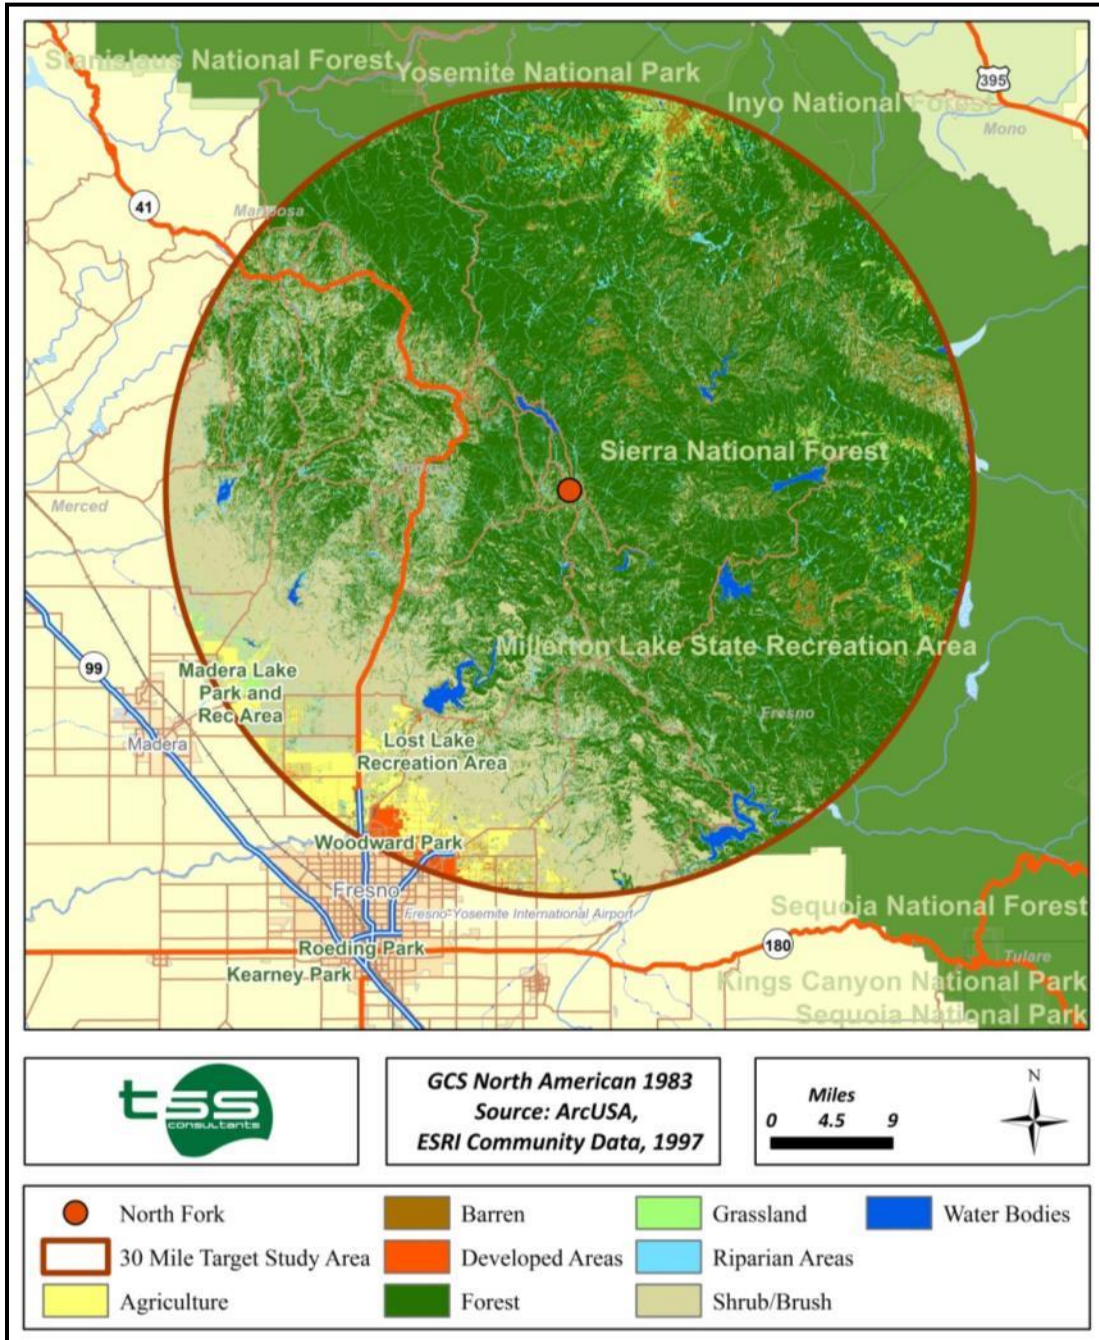 Stanislaus National Forest
Yosemite National Park
Inyo National Forest
395
Mono
41
Mariposa
Sierra National Forest
Merced
Millerton Lake State Recreation Area
99
Madera Lake
Park and
Rec Area
Fresno
Madera
Lost Lake
Recreation Area
Woodward Park
Fresno
Fresno-Yosemite International Airport
Sequoia National Forest
Roeding Park
180
Tulare
Kearney Park
Kings Canyon National Park
Sequoia National Park
tss
consultants
GCS North American 1983
Source: ArcUSA,
ESRI Community Data, 1997
Miles
0 4.5 9
N
North Fork
Barren
Grassland
Water Bodies
30 Mile Target Study Area
Developed Areas
Riparian Areas
Agriculture
Forest
Shrub/Brush